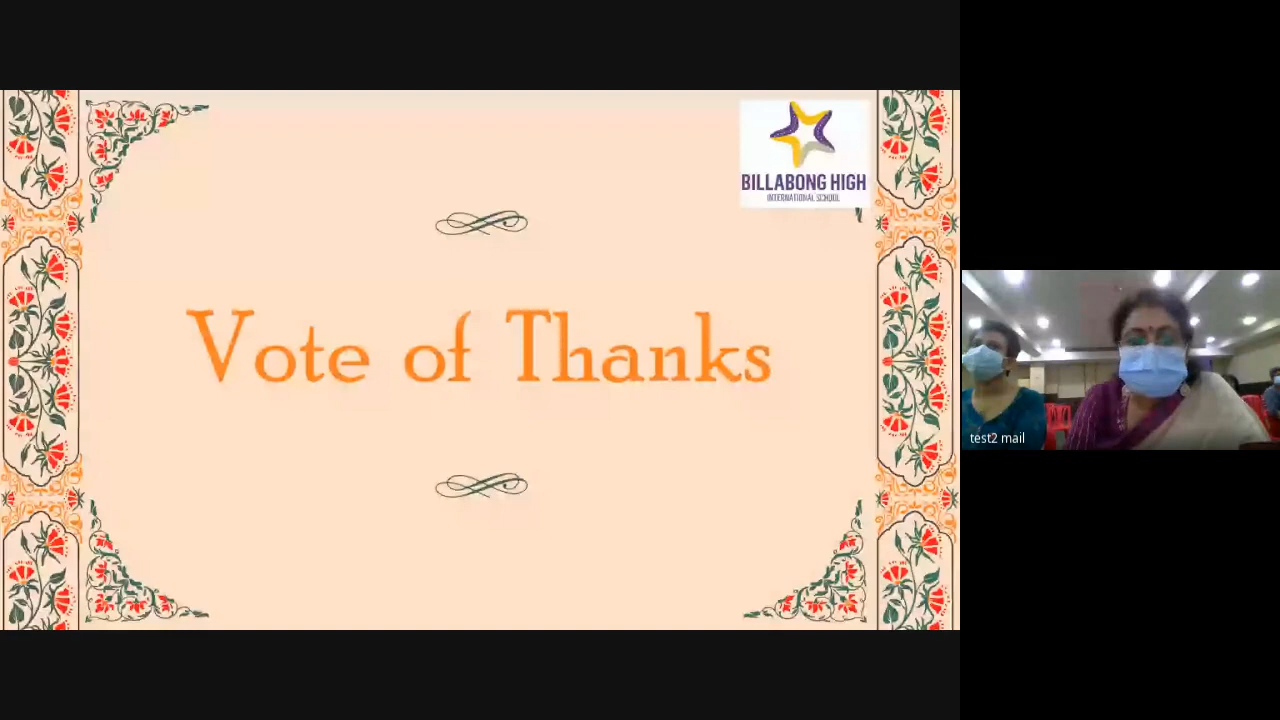 BILLABONG HIGH
INTERNATIONAL SCHOOL
Vote of Thanks
test2 mail